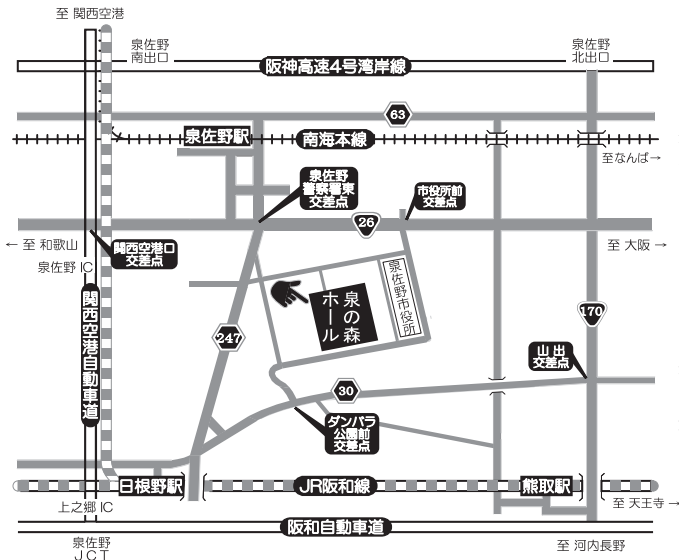 至 関西空港
泉佐野
南出口
泉佐野
北出口
阪神高速4号湾岸線
63
泉佐野駅
南海本線
至なんば→
泉佐野
警察署東
交差点
市役所前
交差点
26
← 至 和歌山
関西空港口
交差点
至 大阪 →
泉佐野 IC
泉佐野市役所
泉の森
ホール
関西空港自動車道
247
170
山 出
交差点
30
ダンバラ
公園前
交差点
日根野駅
JR阪和線
熊取駅
至 天王寺 →
上之郷 IC
阪和自動車道
泉佐野
JCT
至 河内長野